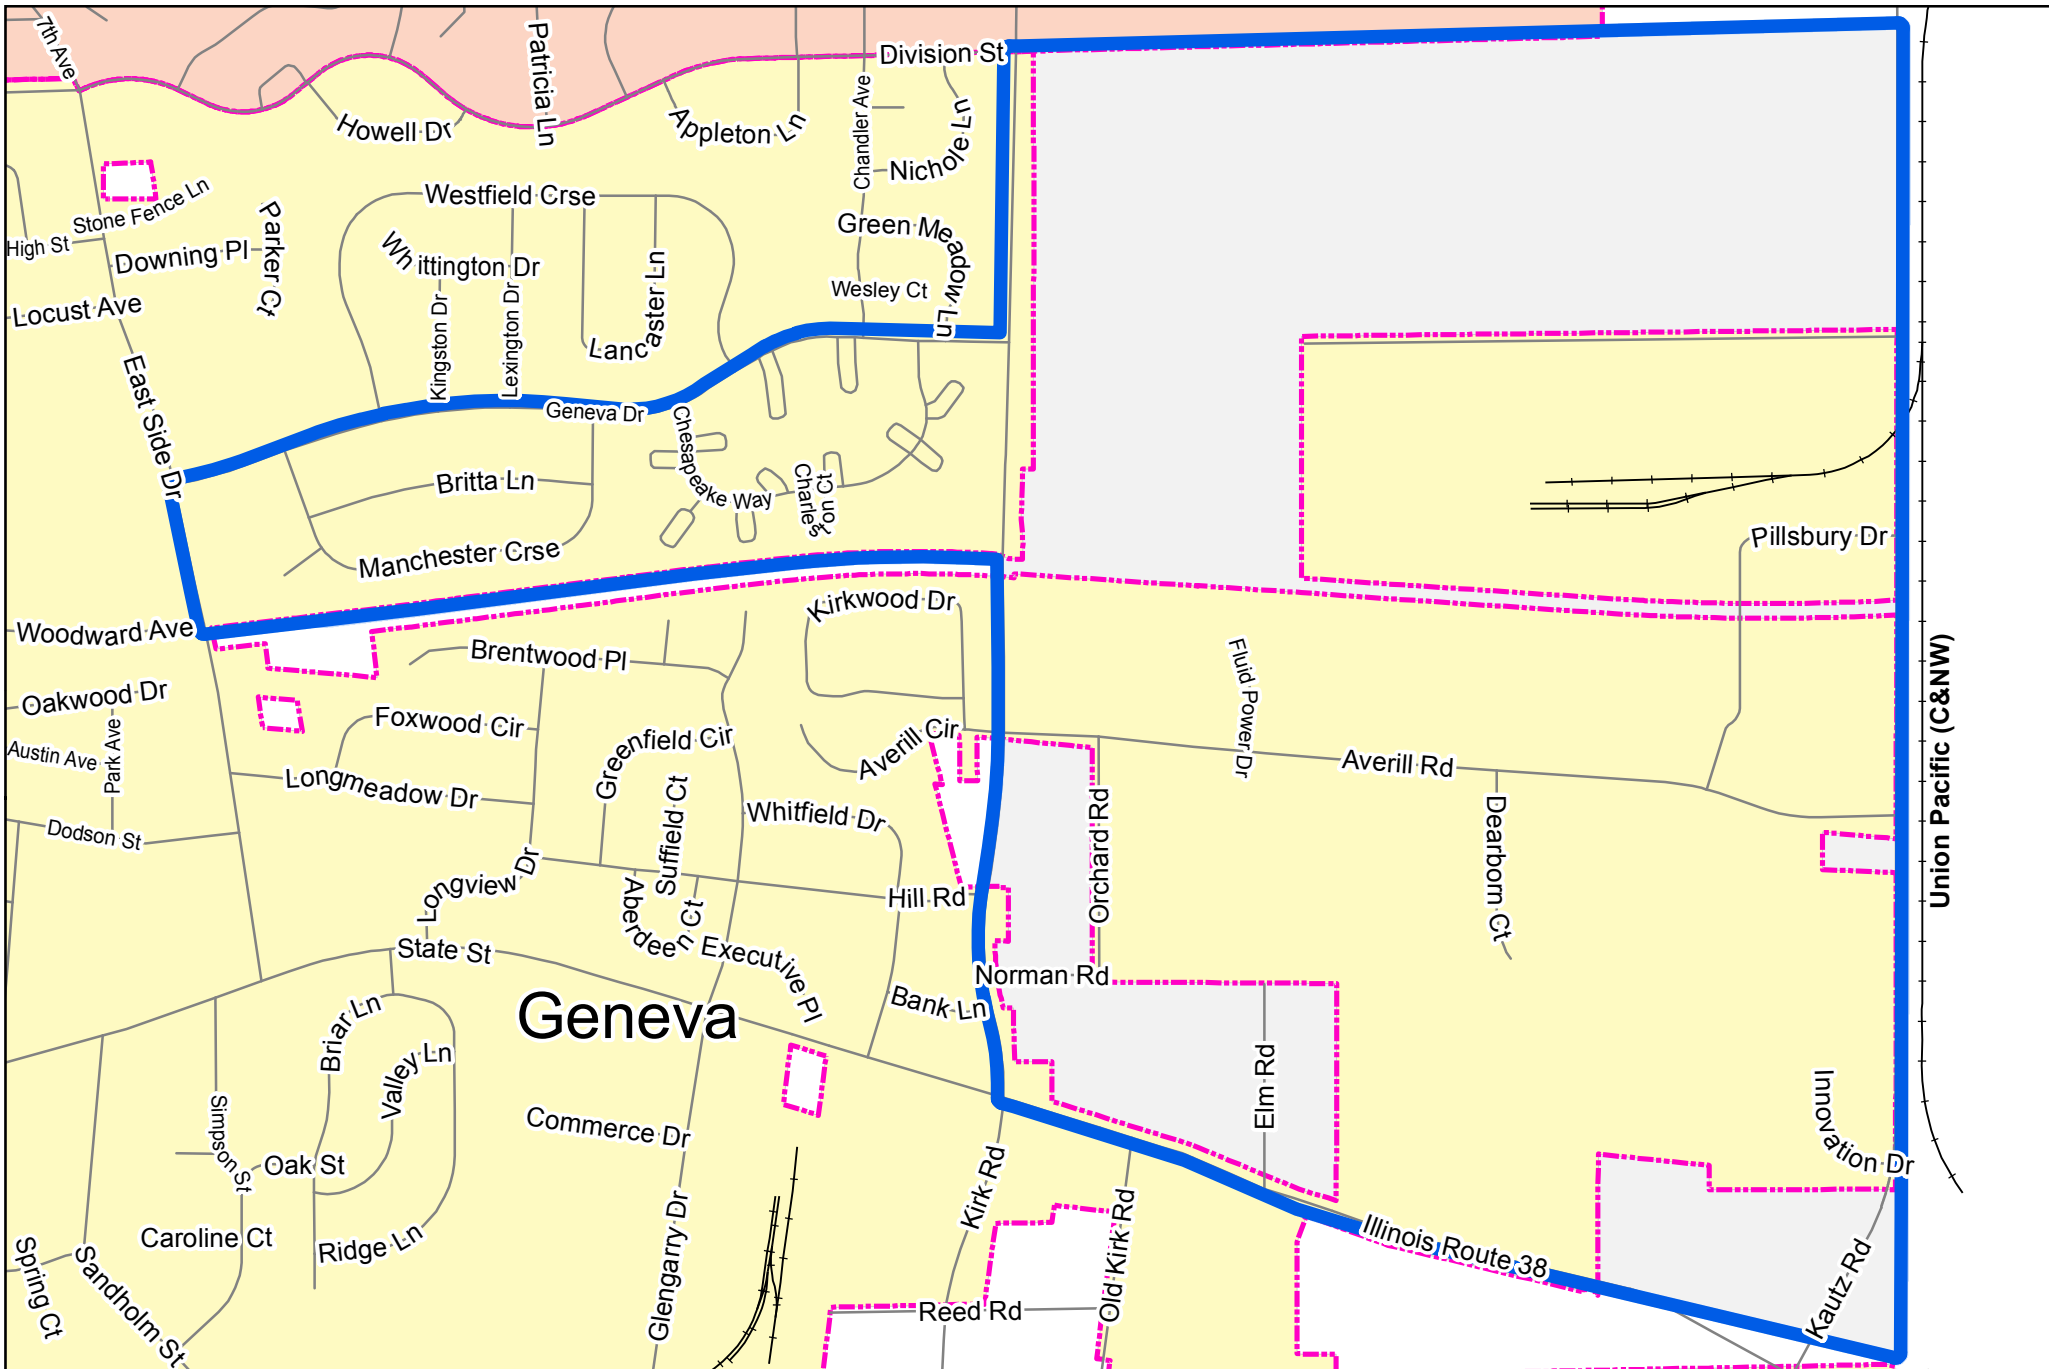 7th Ave
Patricia Ln
Division St
Howell Dr
Appleton Ln
Chandler Ave
Nichole Ln
Stone Fence Ln
Westfield Crse
High St
Downing Pl
Parker Ct
Whittington Dr
Green Meadow Ln
Locust Ave
Kingston Dr
Lexington Dr
Lancaster Ln
Wesley Ct
East Side Dr
Geneva Dr
Chesapeake Way
Britta Ln
Charleston Ct
Manchester Crse
Pillsbury Dr
Woodward Ave
Kirkwood Dr
Brentwood Pl
Fluid Power Dr
Union Pacific (C&NW)
Oakwood Dr
Park Ave
Foxwood Cir
Greenfield Cir
Averill Cir
Austin Ave
Averill Rd
Longmeadow Dr
Suffield Ct
Whitfield Dr
Orchard Rd
Dearborn Ct
Dodson St
Longview Dr
Aberdeen Ct
Hill Rd
State St
Executive Pl
Norman Rd
Bank Ln
Geneva
Briar Ln
Valley Ln
Elm Rd
Simpson St
Commerce Dr
Innovation Dr
Oak St
Kirk Rd
Old Kirk Rd
Caroline Ct
Ridge Ln
Glengarry Dr
Illinois Route 38
Kautz Rd
Spring Ct
Sandholm St
Reed Rd